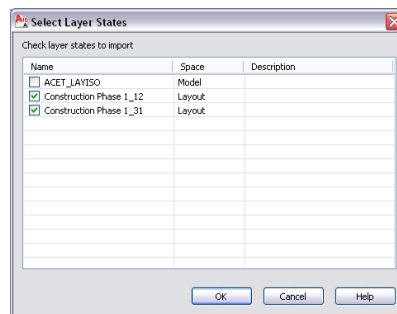 Select Layer States
Check layer states to import
Name Space Description
ACET_LAYISO Model
Construction Phase 1_12 Layout
Construction Phase 1_31 Layout
OK Cancel Help